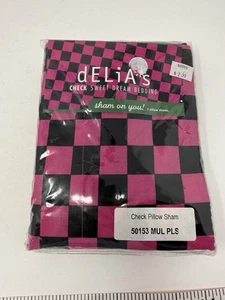 dELiA*s
CHECK SWEET DREAM BEDDING
sham on you!
Check Pillow Sham
50153 MUL PLS